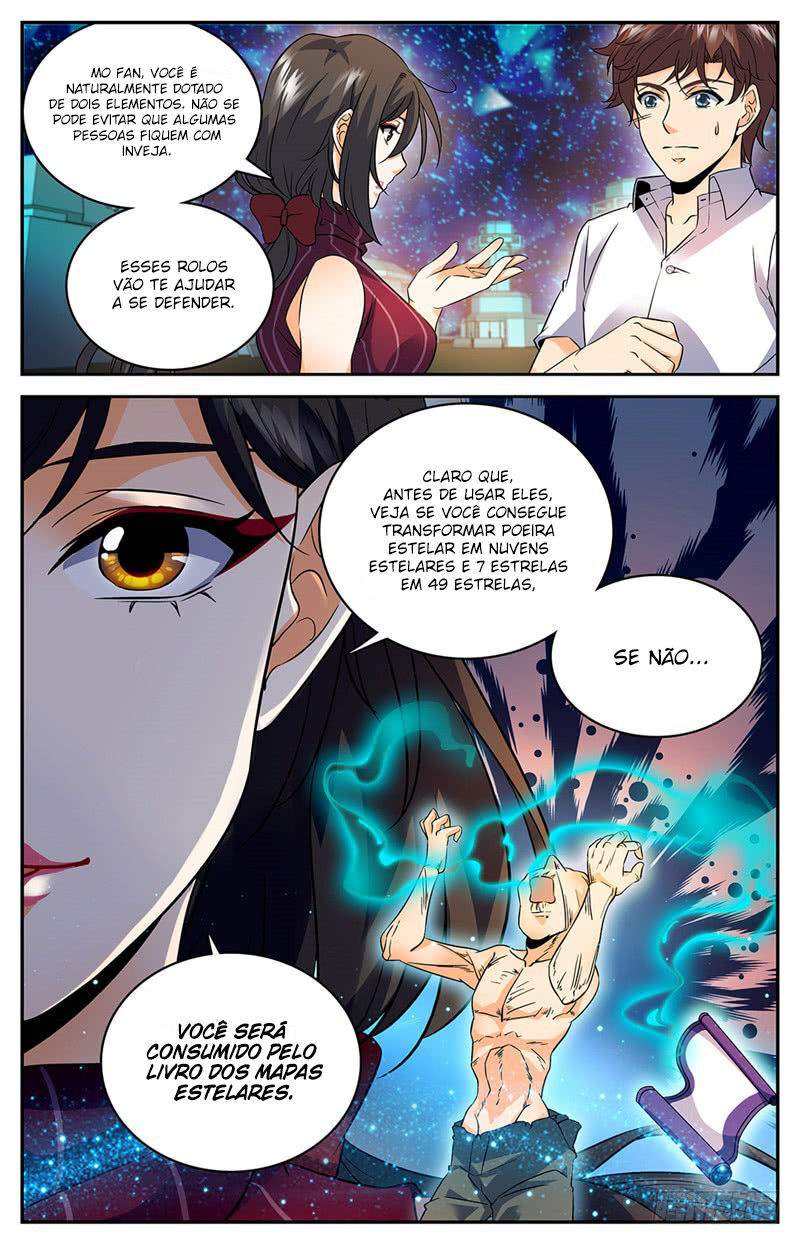 MO FAN, VOCÊ É
NATURALMENTE DOTADO
DE DOIS ELEMENTOS. NÃO SE
PODE EVITAR QUE ALGUMAS
PESSOAS FIQUEM COM
INVEJA.
ESSES ROLOS
VÃO TE AJUDAR
A SE DEFENDER.
CLARO QUE,
ANTES DE USAR ELES,
VEJA SE VOCÊ CONSEGUE
TRANSFORMAR POEIRA
ESTELAR EM NUVENS
ESTELARES E 7 ESTRELAS
EM 49 ESTRELAS,
SE NÃO...
VOCÊ SERÁ
CONSUMIDO PELO
LIVRO DOS MAPAS
ESTELARES.